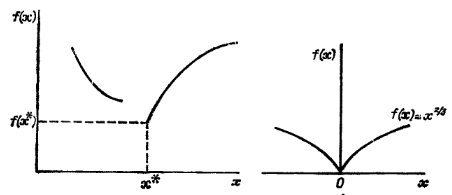 f(x)
f(x*)
x*
x
f(x)
f(x)=x^{2/3}
0
x